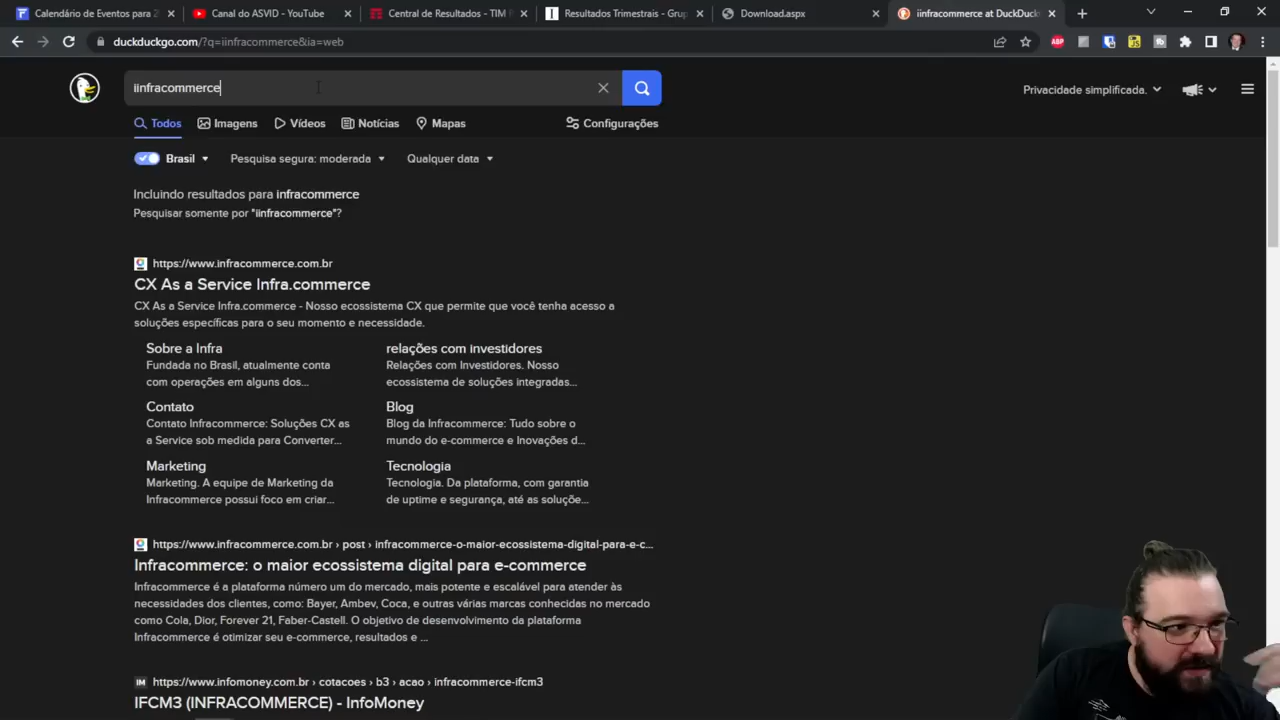 Calendário de Eventos para 2
Canal do ASVID - YouTube
Central de Resultados - TIM
Resultados Trimestrais - Grup
Download.aspx
iinfracommerce at DuckDuck
duckduckgo.com/?q=iinfracommerce&ia=web
ABP
iinfracommerce
Privacidade simplificada.
Todos
Imagens
Vídeos
Notícias
Mapas
Configurações
Brasil
Pesquisa segura: moderada
Qualquer data
Incluindo resultados para infracommerce
Pesquisar somente por "iinfracommerce"?
https://www.infracommerce.com.br
CX As a Service Infra.commerce
CX As a Service Infra.commerce - Nosso ecossistema CX que permite que você tenha acesso a
soluções específicas para o seu momento e necessidade.
Sobre a Infra
Fundada no Brasil, atualmente conta
com operações em alguns dos...
relações com investidores
Relações com Investidores. Nosso
ecossistema de soluções integradas...
Contato
Contato Infracommerce: Soluções CX as
a Service sob medida para Converter...
Blog
Blog da Infracommerce: Tudo sobre o
mundo do e-commerce e Inovações d...
Marketing
Marketing. A equipe de Marketing da
Infracommerce possui foco em criar...
Tecnologia
Tecnologia. Da plataforma, com garantia
de uptime e segurança, até as soluçõe...
https://www.infracommerce.com.br › post › infracommerce-o-maior-ecossistema-digital-para-e-c...
Infracommerce: o maior ecossistema digital para e-commerce
Infracommerce é a plataforma número um do mercado, mais potente e escalável para atender às
necessidades dos clientes, como: Bayer, Ambev, Coca, e outras várias marcas conhecidas no mercado
como Cola, Dior, Forever 21, Faber-Castell. O objetivo de desenvolvimento da plataforma
Infracommerce é otimizar seu e-commerce, resultados e ...
IM
https://www.infomoney.com.br › cotacoes › b3 › acao › infracommerce-ifcm3
IFCM3 (INFRACOMMERCE) - InfoMoney